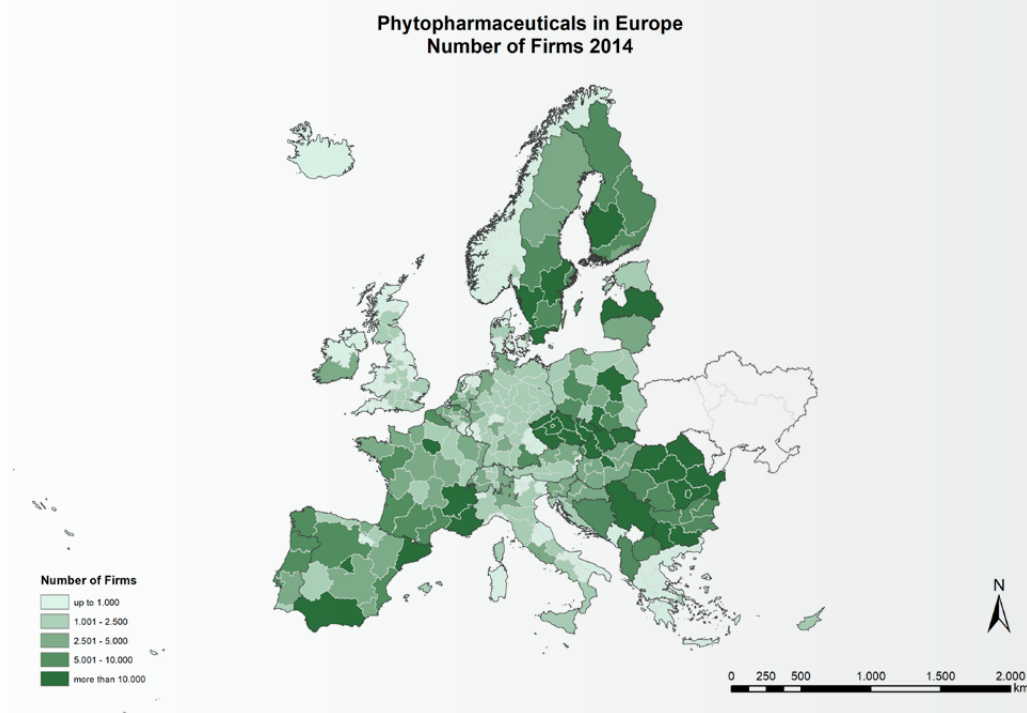 Phytopharmaceuticals in Europe
Number of Firms 2014
Number of Firms
up to 1.000
1.001 - 2.500
2.501 - 5.000
5.001 - 10.000
more than 10.000
N
0 250 500 1.000 1.500 2.000
km